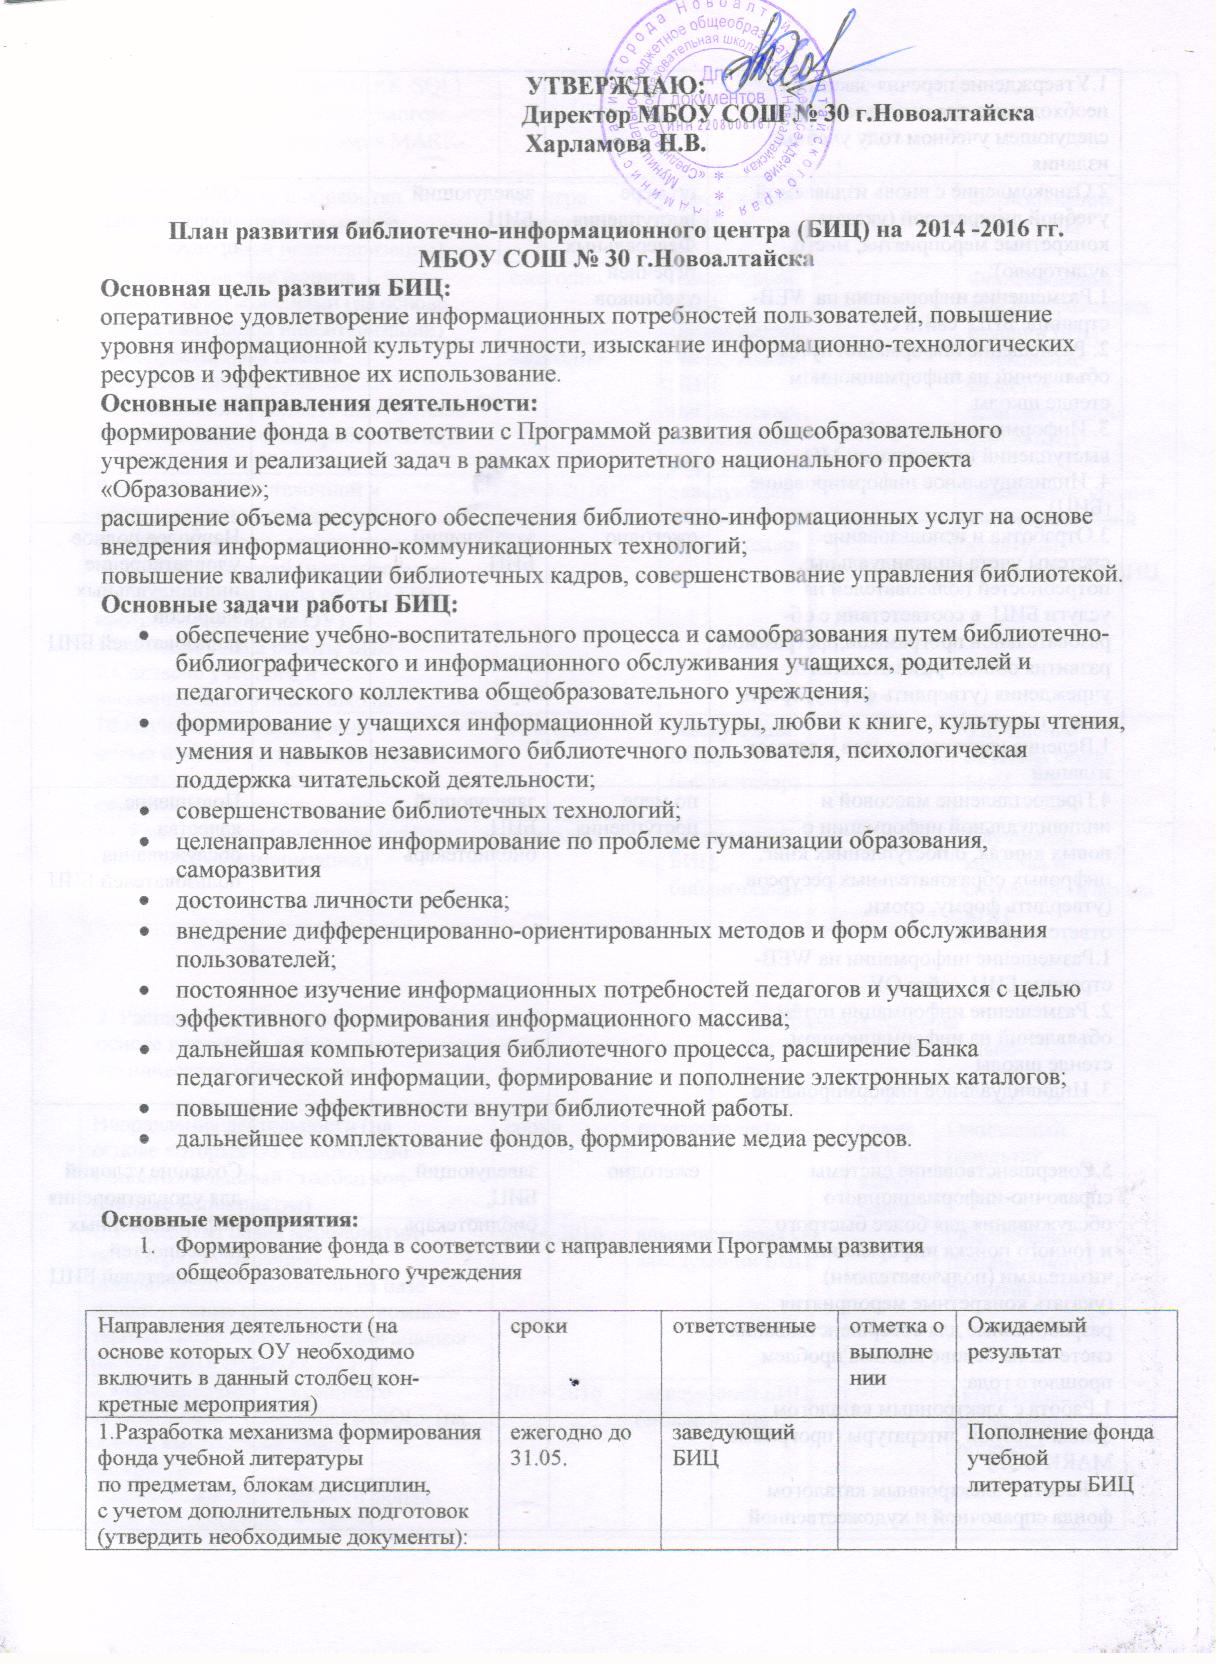 УТВЕРЖДАЮ:
Директор МБОУ СОШ № 30 г.Новоалтайска
Харламова Н.В.
Для
документов
ИНН 2208008161
План развития библиотечно-информационного центра (БИЦ) на 2014 -2016 гг.
МБОУ СОШ № 30 г.Новоалтайска
Основная цель развития БИЦ:
оперативное удовлетворение информационных потребностей пользователей, повышение
уровня информационной культуры личности, изыскание информационно-технологических
ресурсов и эффективное их использование.
Основные направления деятельности:
формирование фонда в соответствии с Программой развития общеобразовательного
учреждения и реализацией задач в рамках приоритетного национального проекта
«Образование»;
расширение объема ресурсного обеспечения библиотечно-информационных услуг на основе
внедрения информационно-коммуникационных технологий;
повышение квалификации библиотечных кадров, совершенствование управления библиотекой.
Основные задачи работы БИЦ:
• обеспечение учебно-воспитательного процесса и самообразования путем библиотечно-
библиографического и информационного обслуживания учащихся, родителей и
педагогического коллектива общеобразовательного учреждения;
• формирование у учащихся информационной культуры, любви к книге, культуры чтения,
умения и навыков независимого библиотечного пользователя, психологическая
поддержка читательской деятельности;
• совершенствование библиотечных технологий;
• целенаправленное информирование по проблеме гуманизации образования,
саморазвития
• достоинства личности ребенка;
• внедрение дифференцированно-ориентированных методов и форм обслуживания
пользователей;
• постоянное изучение информационных потребностей педагогов и учащихся с целью
эффективного формирования информационного массива;
• дальнейшая компьютеризация библиотечного процесса, расширение Банка
педагогической информации, формирование и пополнение электронных каталогов;
• повышение эффективности внутри библиотечной работы.
• дальнейшее комплектование фондов, формирование медиа ресурсов.
Основные мероприятия:
1. Формирование фонда в соответствии с направлениями Программы развития
общеобразовательного учреждения
Направления деятельности (на
основе которых ОУ необходимо
включить в данный столбец кон-
кретные мероприятия)
сроки
ответственные
отметка о
выполне
нии
Ожидаемый
результат
1.Разработка механизма формирования
фонда учебной литературы
по предметам, блокам дисциплин,
с учетом дополнительных подготовок
(утвердить необходимые документы):
ежегодно до
31.05.
заведующий
БИЦ
Пополнение фонда
учебной
литературы БИЦ